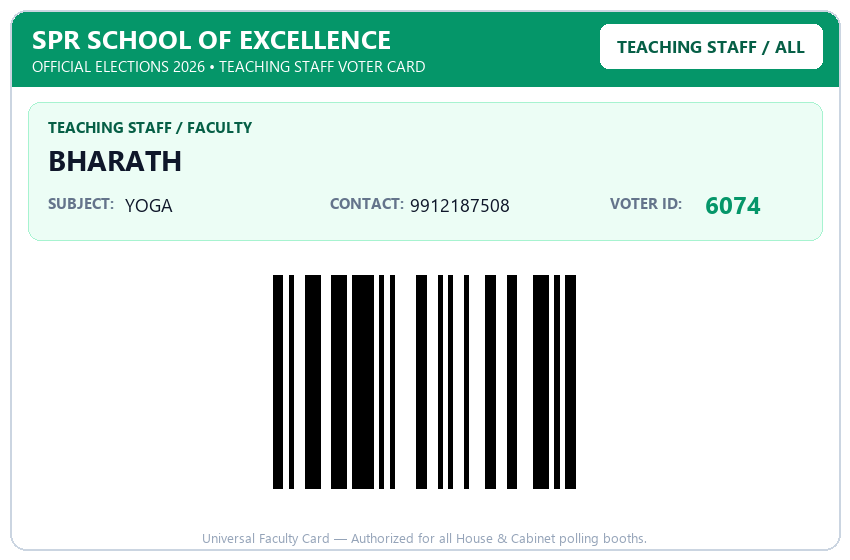 SPR SCHOOL OF EXCELLENCE
OFFICIAL ELECTIONS 2026 • TEACHING STAFF VOTER CARD
TEACHING STAFF / ALL
TEACHING STAFF / FACULTY
BHARATH
SUBJECT: YOGA CONTACT: 9912187508 VOTER ID: 6074
Universal Faculty Card — Authorized for all House & Cabinet polling booths.